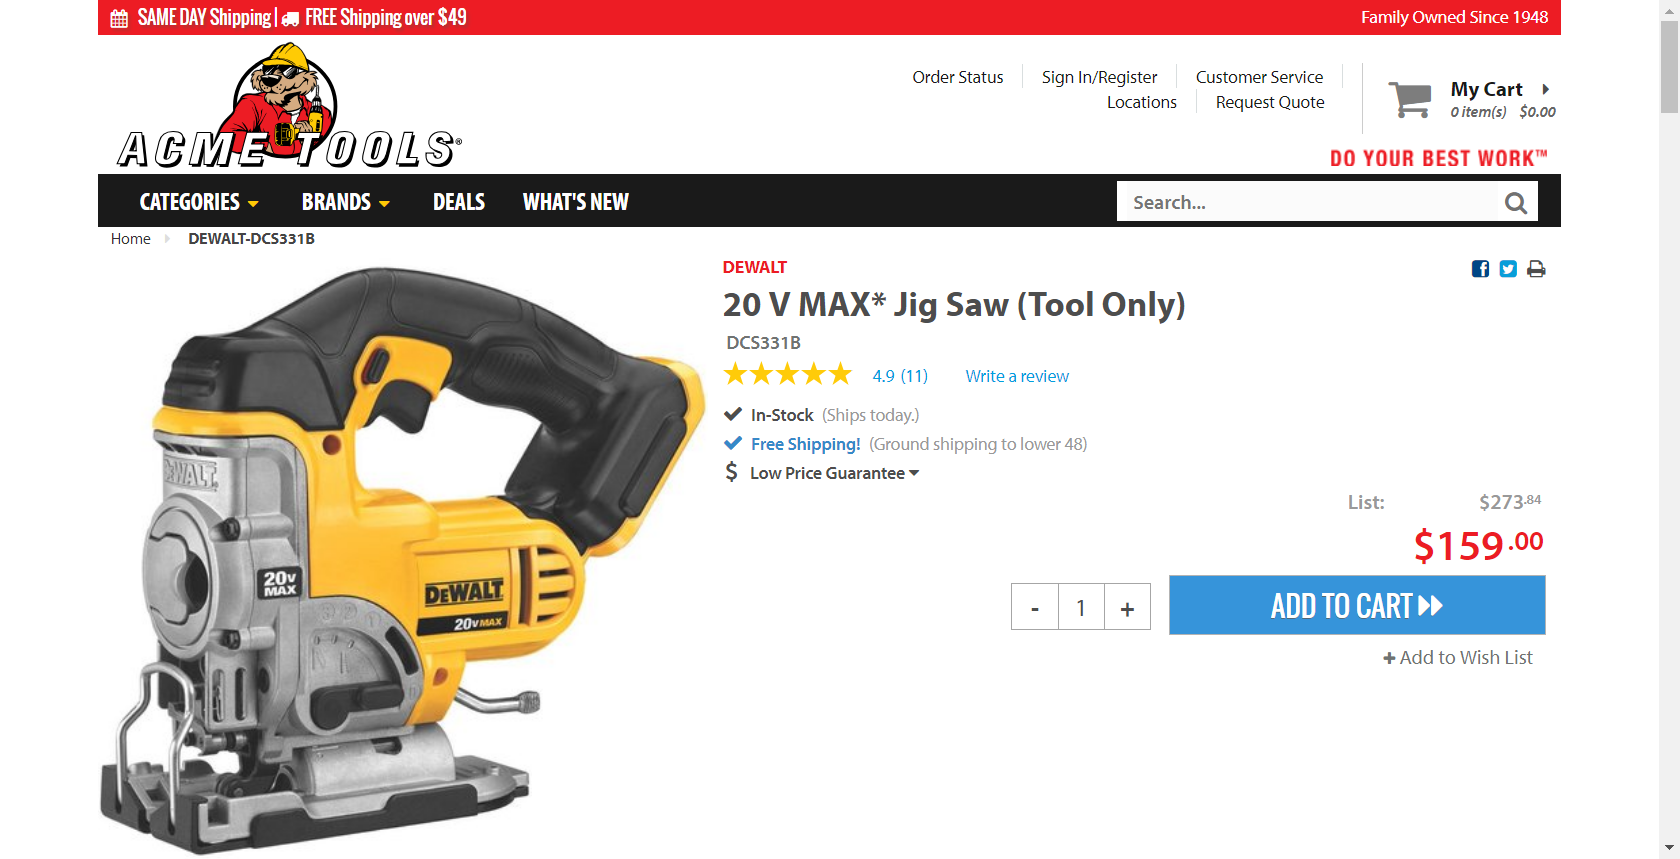 SAME DAY Shipping | FREE Shipping over $49
Family Owned Since 1948
ACME TOOLS®
Order Status
Sign In/Register
Customer Service
Locations
Request Quote
My Cart
0 item(s) $0.00
DO YOUR BEST WORK™
CATEGORIES
BRANDS
DEALS
WHAT'S NEW
Search...
Home
DEWALT-DCS331B
DEWALT
20 V MAX* Jig Saw (Tool Only)
DCS331B
4.9 (11)
Write a review
In-Stock (Ships today.)
Free Shipping! (Ground shipping to lower 48)
$ Low Price Guarantee
List: $273.84
$159.00
- 1 +
ADD TO CART
+ Add to Wish List
DEWALT
20V
MAX
DEWALT
20V MAX